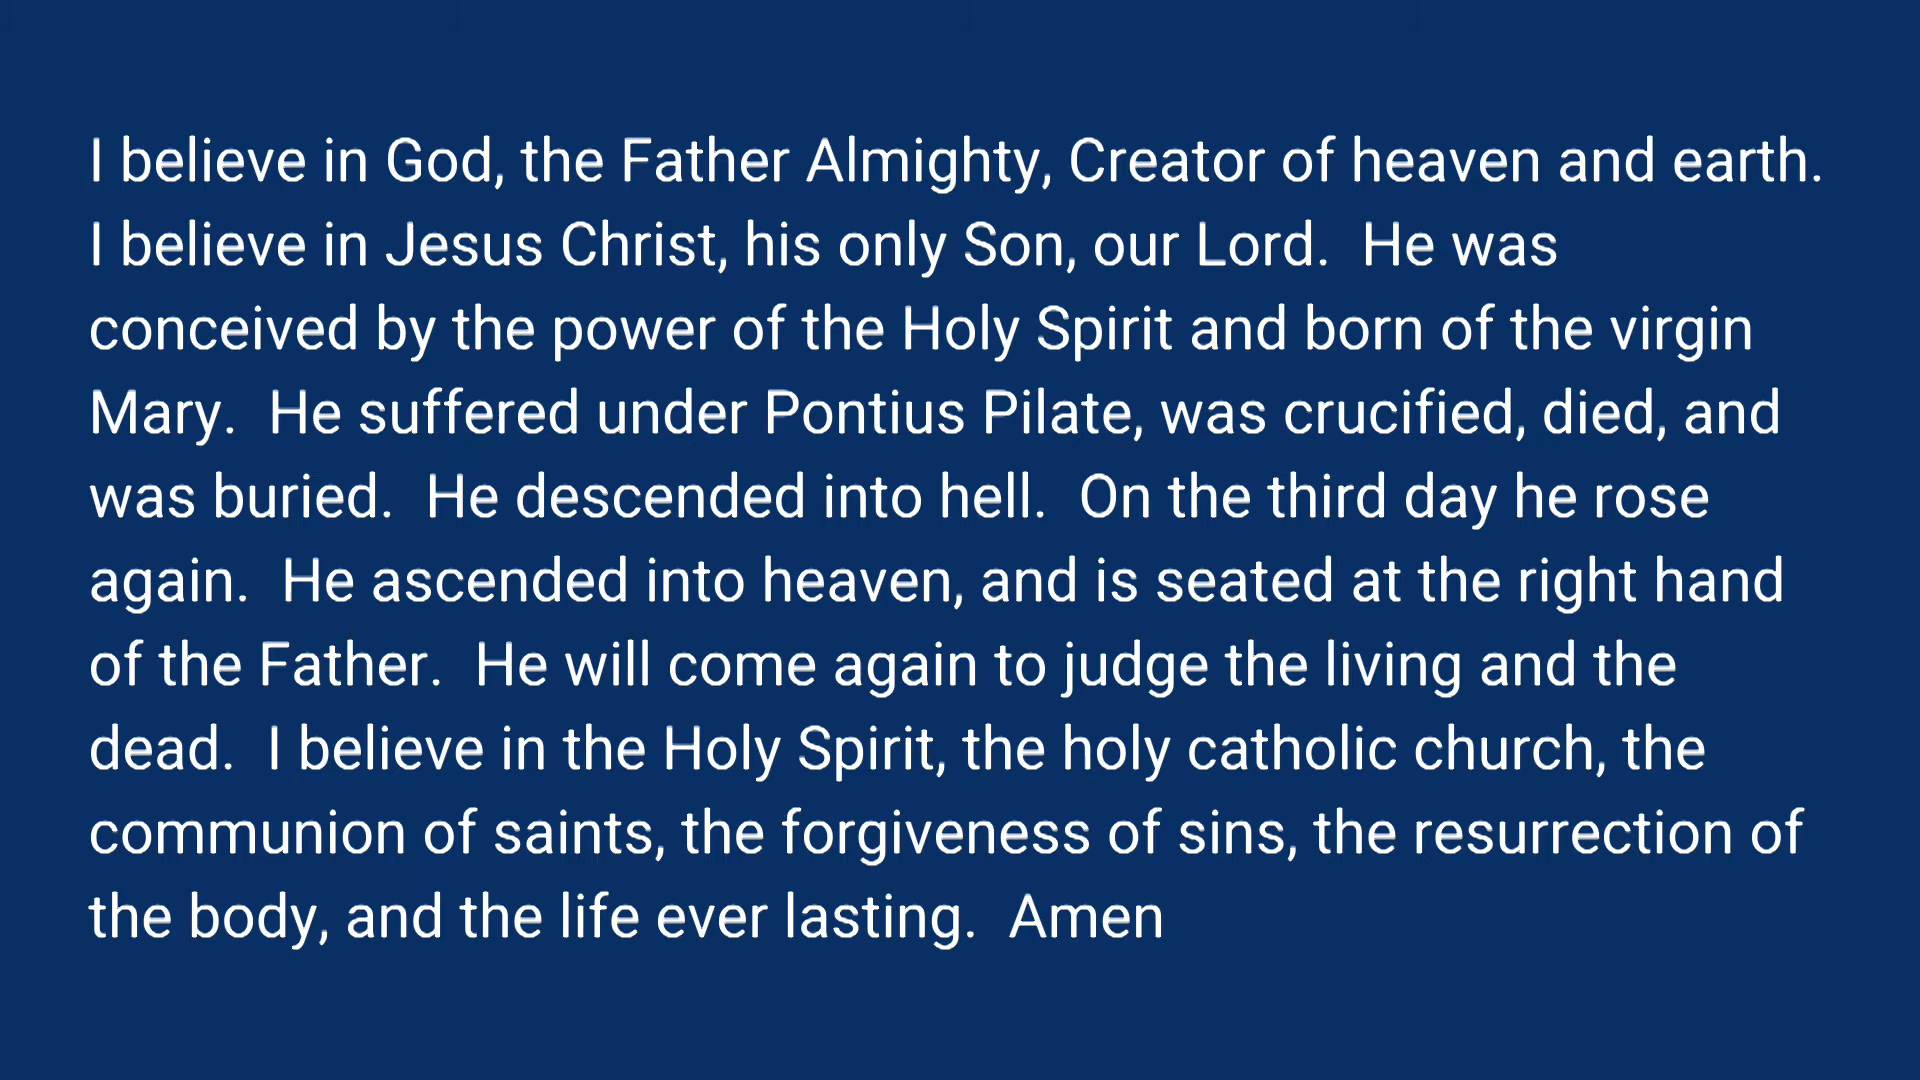 I believe in God, the Father Almighty, Creator of heaven and earth.
I believe in Jesus Christ, his only Son, our Lord.  He was
conceived by the power of the Holy Spirit and born of the virgin
Mary.  He suffered under Pontius Pilate, was crucified, died, and
was buried.  He descended into hell.  On the third day he rose
again.  He ascended into heaven, and is seated at the right hand
of the Father.  He will come again to judge the living and the
dead.  I believe in the Holy Spirit, the holy catholic church, the
communion of saints, the forgiveness of sins, the resurrection of
the body, and the life ever lasting.  Amen